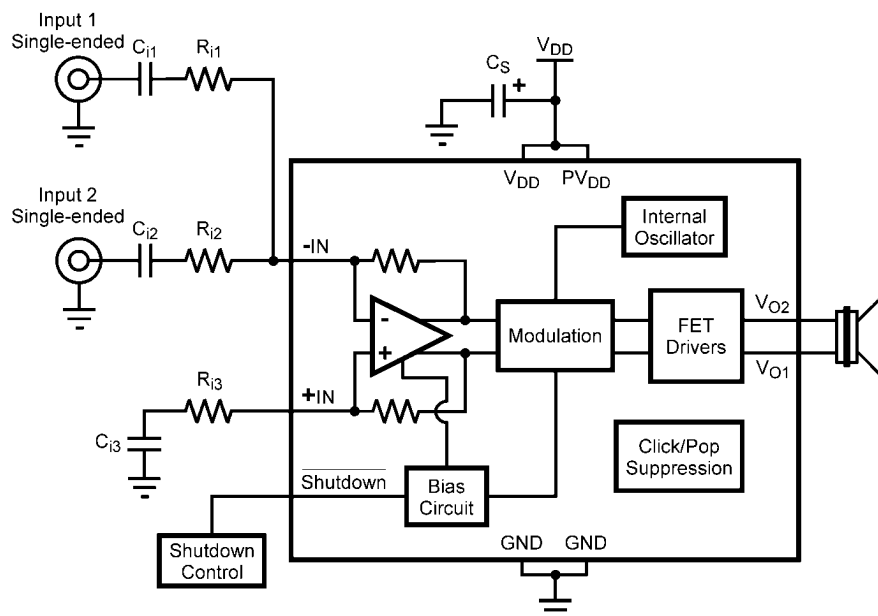 Input 1
Single-ended
Ci1
Ri1
CS
+
VDD
VDD
PVDD
Input 2
Single-ended
Ci2
Ri2
-IN
Internal
Oscillator
-
+
Modulation
FET
Drivers
VO2
VO1
Ri3
+IN
Ci3
Click/Pop
Suppression
Shutdown
Bias
Circuit
Shutdown
Control
GND
GND